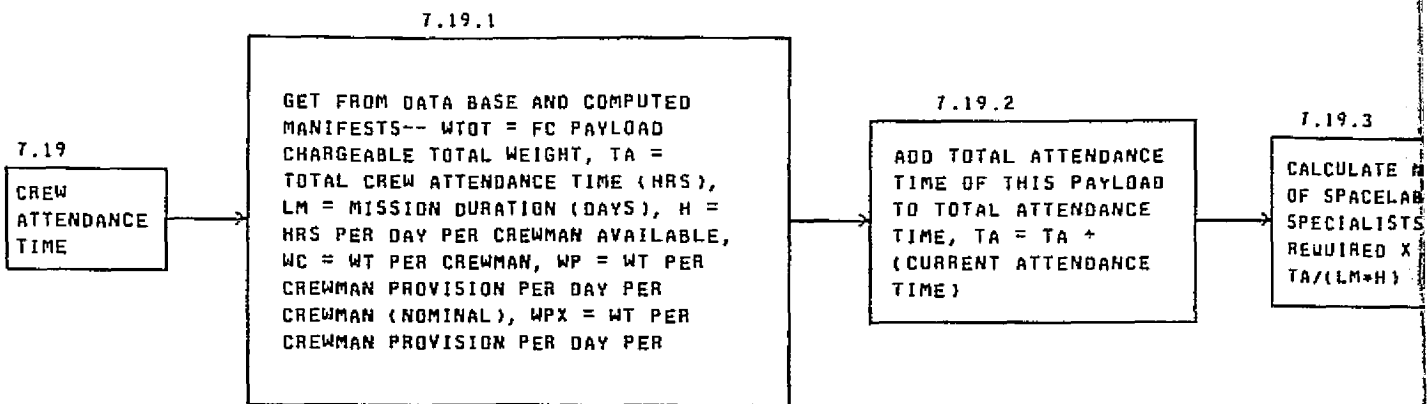 7.19
CREW
ATTENDANCE
TIME
7.19.1
GET FROM DATA BASE AND COMPUTED
MANIFESTS-- WTOT = FC PAYLOAD
CHARGEABLE TOTAL WEIGHT, TA =
TOTAL CREW ATTENDANCE TIME (HRS),
LM = MISSION DURATION (DAYS), H =
HRS PER DAY PER CREWMAN AVAILABLE,
WC = WT PER CREWMAN, WP = WT PER
CREWMAN PROVISION PER DAY PER
CREWMAN (NOMINAL), WPX = WT PER
CREWMAN PROVISION PER DAY PER
7.19.2
ADD TOTAL ATTENDANCE
TIME OF THIS PAYLOAD
TO TOTAL ATTENDANCE
TIME, TA = TA +
(CURRENT ATTENDANCE
TIME)
7.19.3
CALCULATE
OF SPACELAB
SPECIALISTS
REQUIRED X
TA/(LM*H)